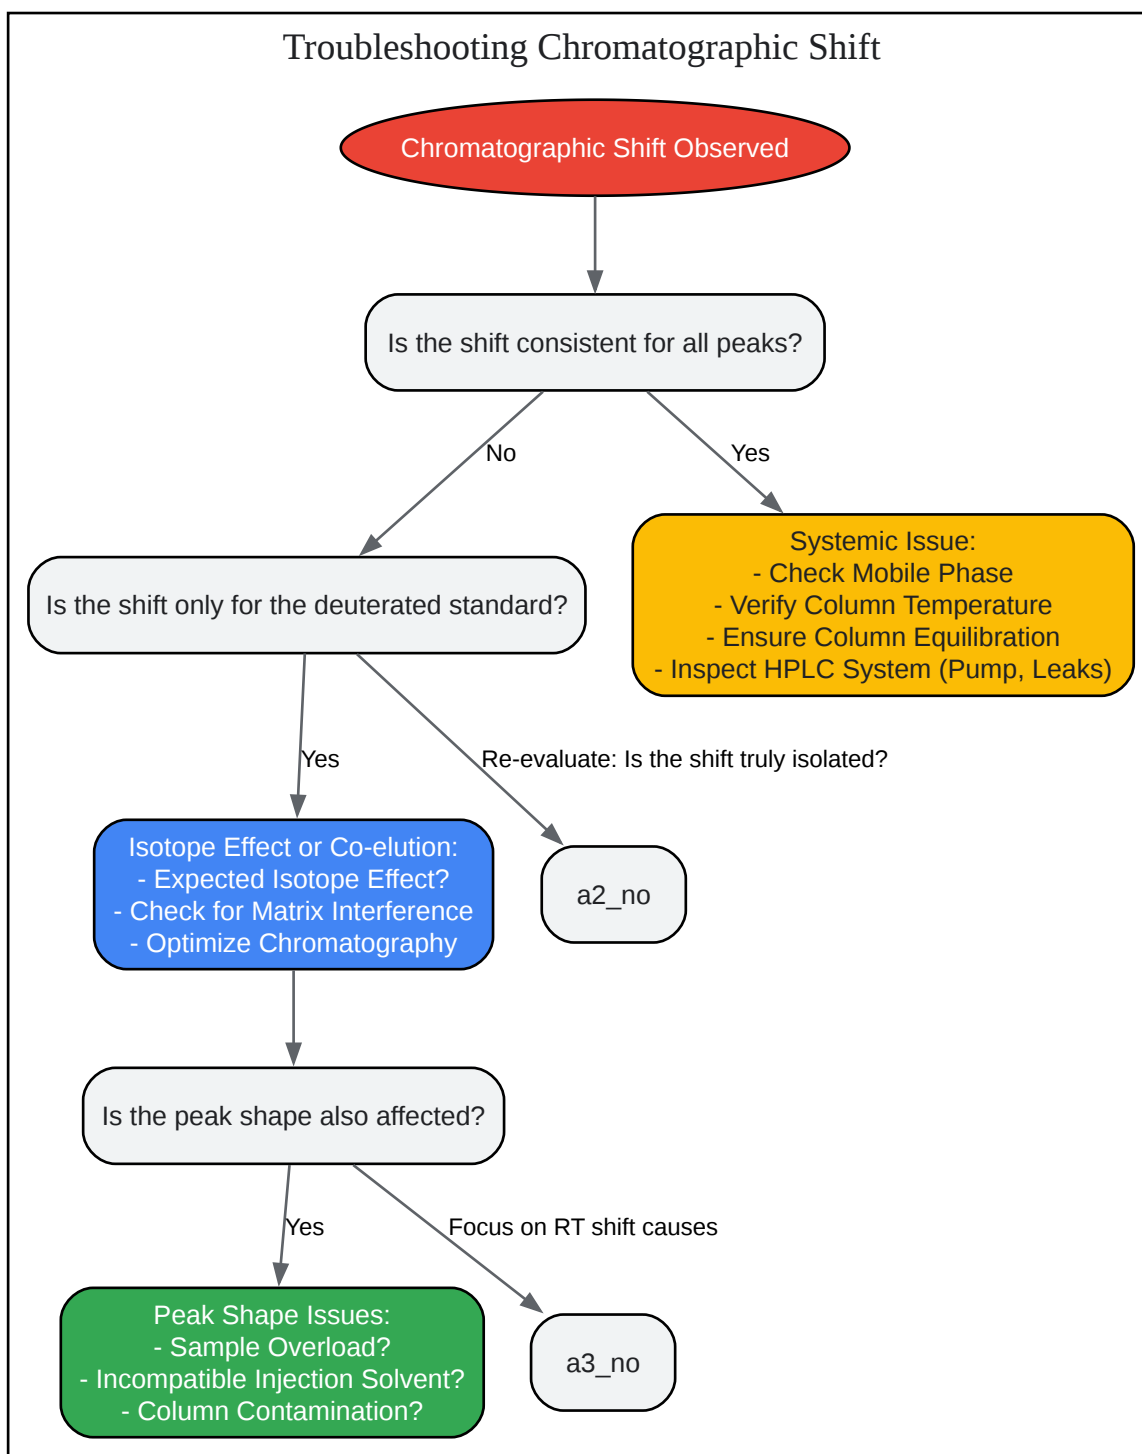 Troubleshooting Chromatographic Shift
Chromatographic Shift Observed
Is the shift consistent for all peaks?
No
Yes
Systemic Issue:
- Check Mobile Phase
- Verify Column Temperature
- Ensure Column Equilibration
- Inspect HPLC System (Pump, Leaks)
Is the shift only for the deuterated standard?
Yes
Re-evaluate: Is the shift truly isolated?
Isotope Effect or Co-elution:
- Expected Isotope Effect?
- Check for Matrix Interference
- Optimize Chromatography
a2_no
Is the peak shape also affected?
Yes
Focus on RT shift causes
Peak Shape Issues:
- Sample Overload?
- Incompatible Injection Solvent?
- Column Contamination?
a3_no